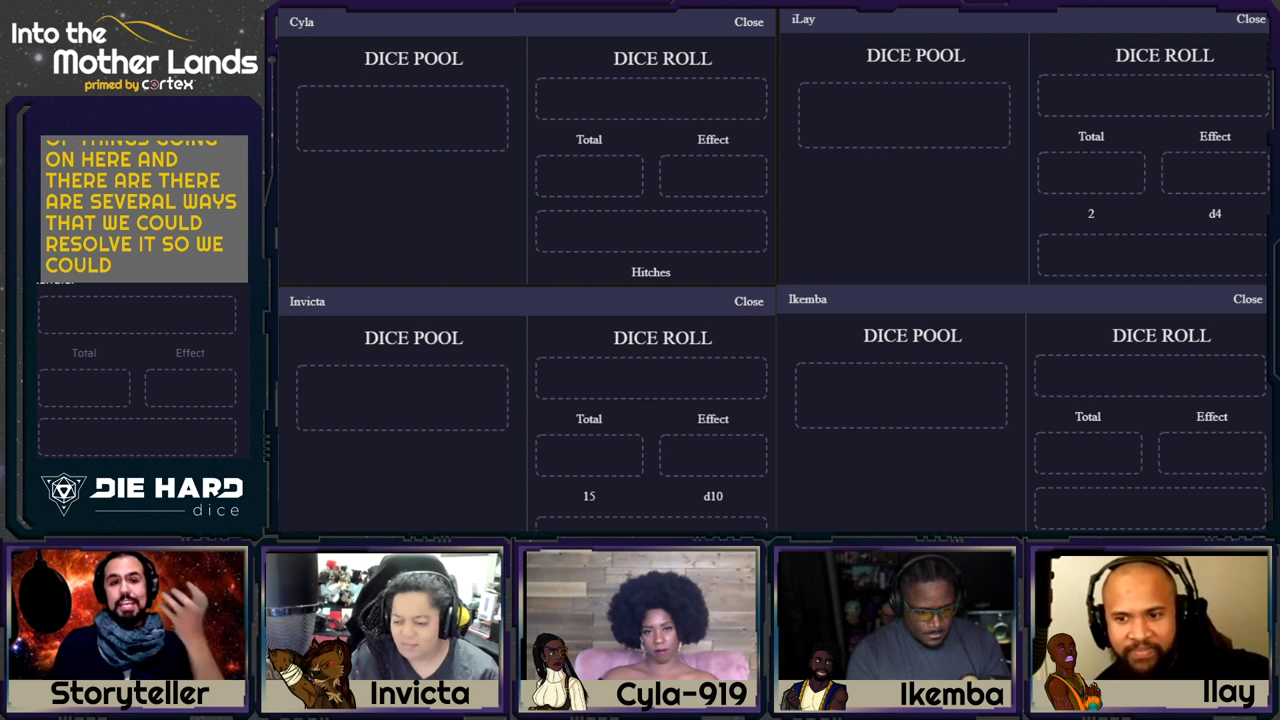 Into the
Mother Lands
primed by cortex
OF THINGS GOING
ON HERE AND
THERE ARE THERE
ARE SEVERAL WAYS
THAT WE COULD
RESOLVE IT SO WE
COULD
Total Effect
DIE HARD
dice
Cyla Close
DICE POOL DICE ROLL
Total Effect
Hitches
iLay Close
DICE POOL DICE ROLL
Total Effect
2 d4
Invicta Close
DICE POOL DICE ROLL
Total Effect
15 d10
Ikemba Close
DICE POOL DICE ROLL
Total Effect
Storyteller
Invicta
Cyla-919
Ikemba
Ilay